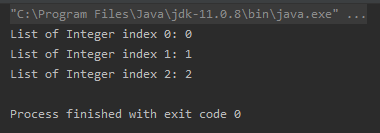 "C:\Program Files\Java\jdk-11.0.8\bin\java.exe" ...
List of Integer index 0: 0
List of Integer index 1: 1
List of Integer index 2: 2
Process finished with exit code 0